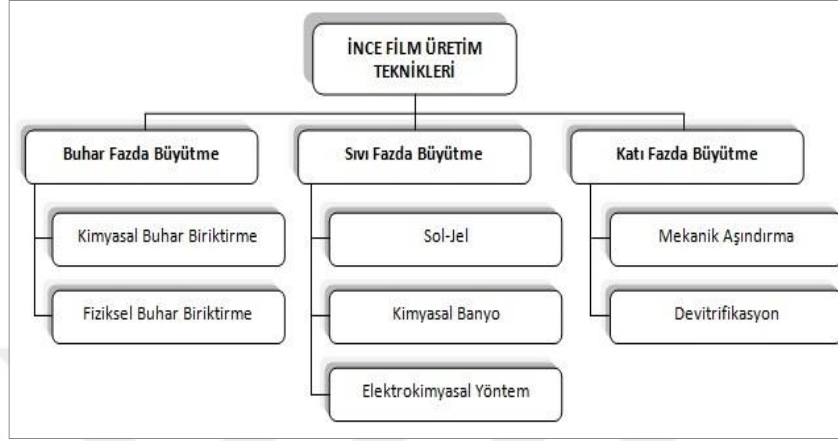 İNCE FİLM ÜRETİM
TEKNİKLERİ
Buhar Fazda Büyütme
Sıvı Fazda Büyütme
Katı Fazda Büyütme
Kimyasal Buhar Biriktirme
Sol-Jel
Mekanik Aşındırma
Fiziksel Buhar Biriktirme
Kimyasal Banyo
Devitrifikasyon
Elektrokimyasal Yöntem